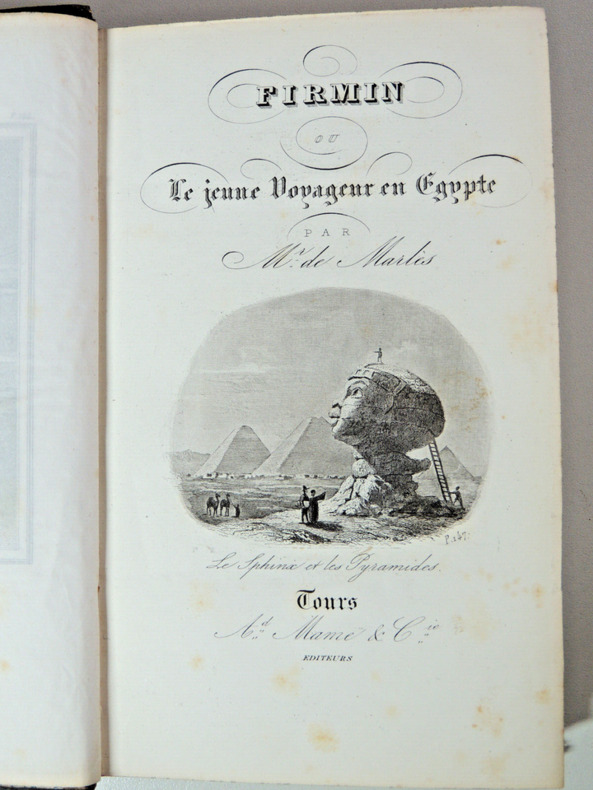 FIRMIN
OU
Le jeune Voyageur en Egypte
PAR
Mr. de Marlès
P. 267.
Le Sphinx et les Pyramides.
Tours
Ad. Mame & Cie.
EDITEURS